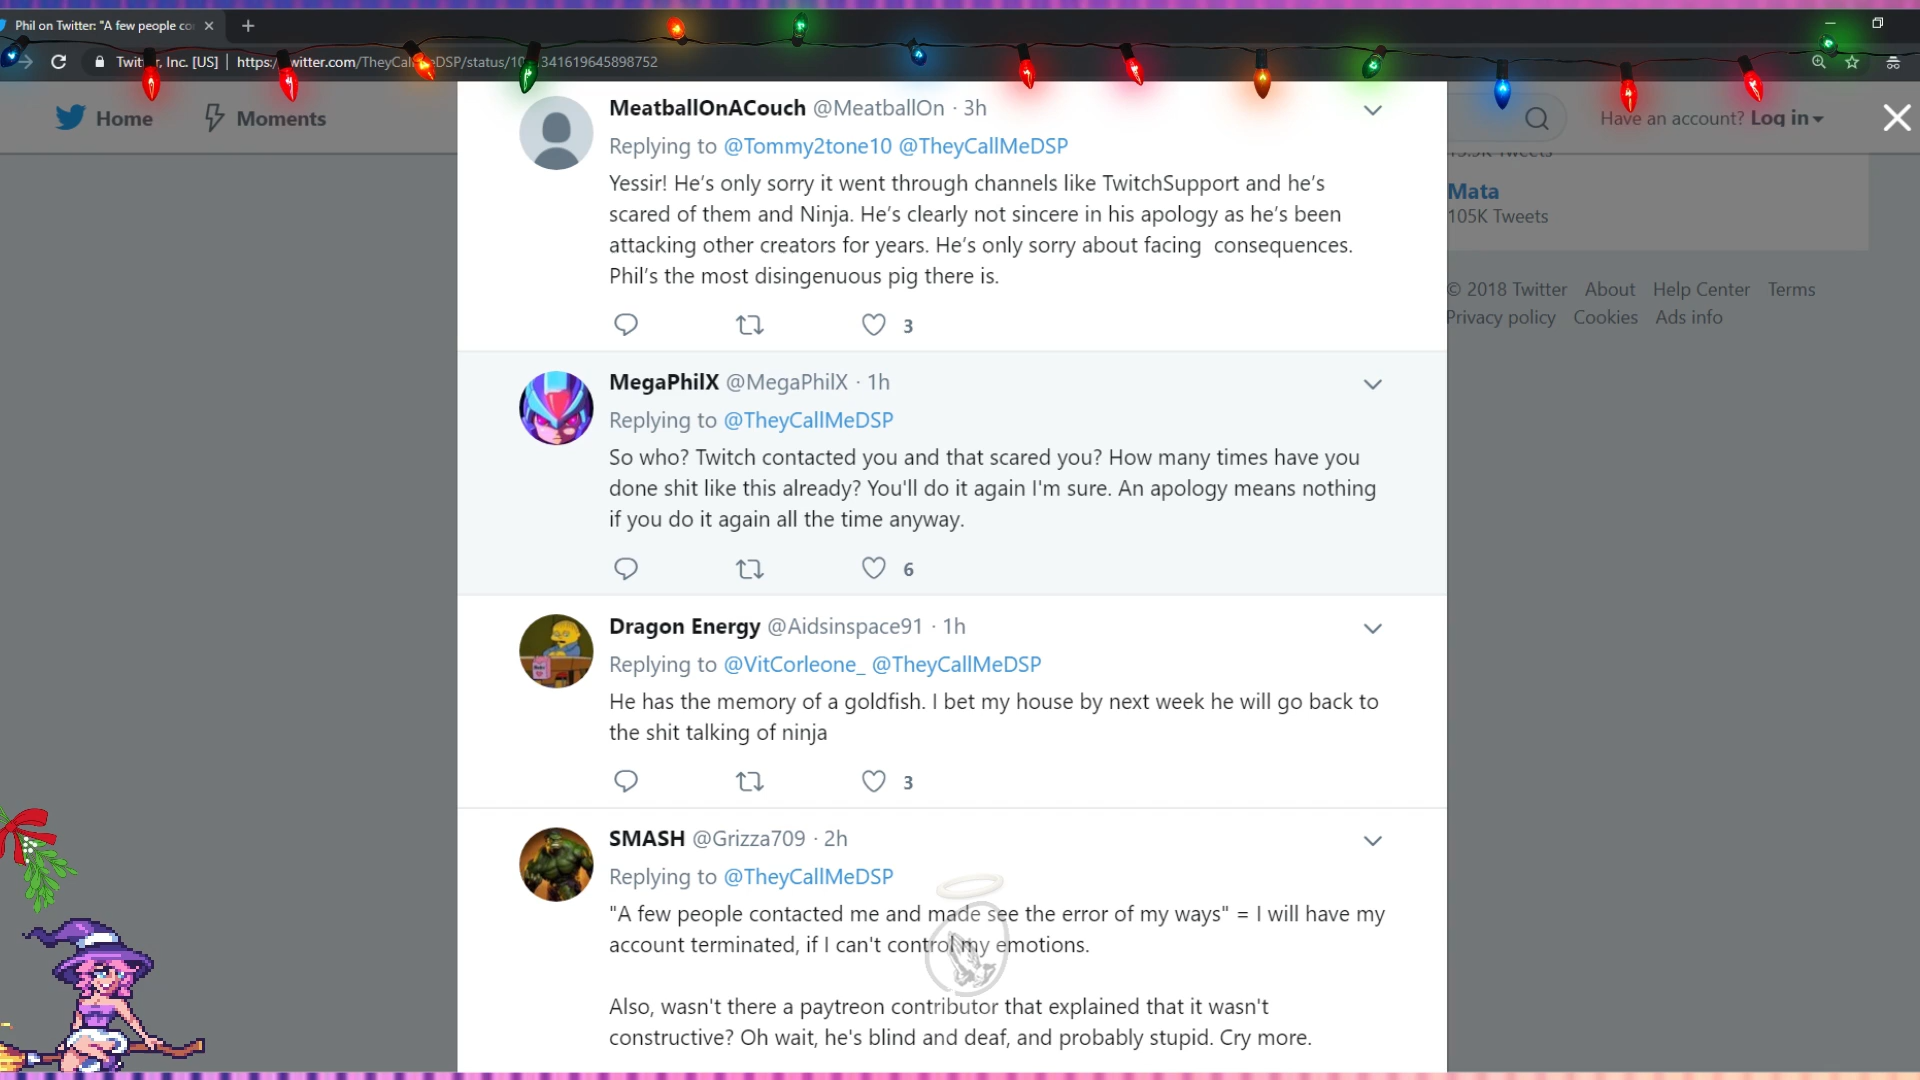 Phil on Twitter: "A few people co
Twit r, Inc. [US] | https:/ witter.com/TheyCal DSP/status/10 341619645898752
Home Moments
Have an account? Log in
MeatballOnACouch @MeatballOn · 3h
Replying to @Tommy2tone10 @TheyCallMeDSP
Yessir! He’s only sorry it went through channels like TwitchSupport and he’s
scared of them and Ninja. He’s clearly not sincere in his apology as he’s been
attacking other creators for years. He’s only sorry about facing consequences.
Phil’s the most disingenuous pig there is.
3
MegaPhilX @MegaPhilX · 1h
Replying to @TheyCallMeDSP
So who? Twitch contacted you and that scared you? How many times have you
done shit like this already? You'll do it again I'm sure. An apology means nothing
if you do it again all the time anyway.
6
Dragon Energy @Aidsinspace91 · 1h
Replying to @VitCorleone_ @TheyCallMeDSP
He has the memory of a goldfish. I bet my house by next week he will go back to
the shit talking of ninja
3
SMASH @Grizza709 · 2h
Replying to @TheyCallMeDSP
"A few people contacted me and made see the error of my ways" = I will have my
account terminated, if I can't control my emotions.
Also, wasn't there a paytreon contributor that explained that it wasn't
constructive? Oh wait, he's blind and deaf, and probably stupid. Cry more.
Tweets
Mata
105K Tweets
© 2018 Twitter About Help Center Terms
Privacy policy Cookies Ads info